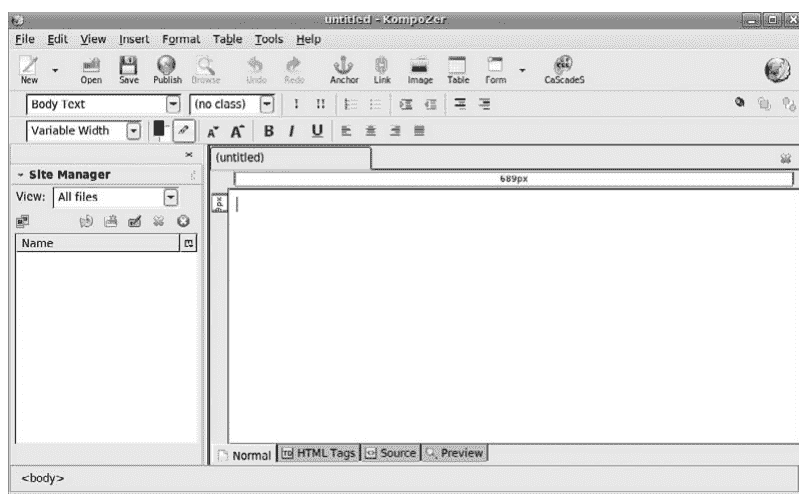 untitled - KompoZer
File Edit View Insert Format Table Tools Help
New Open Save Publish Browse Undo Redo Anchor Link Image Table Form CaScadeS
Body Text (no class) ! !!
Variable Width B I U
(untitled)
689px
Site Manager
View: All files
Name
Normal HTML Tags Source Preview
<body>